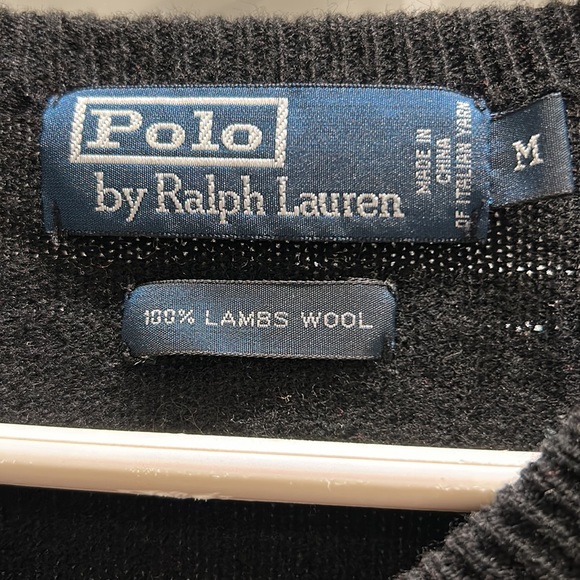 Polo
by Ralph Lauren
MADE IN
CHINA
OF ITALIAN YARN
M
100% LAMBS WOOL